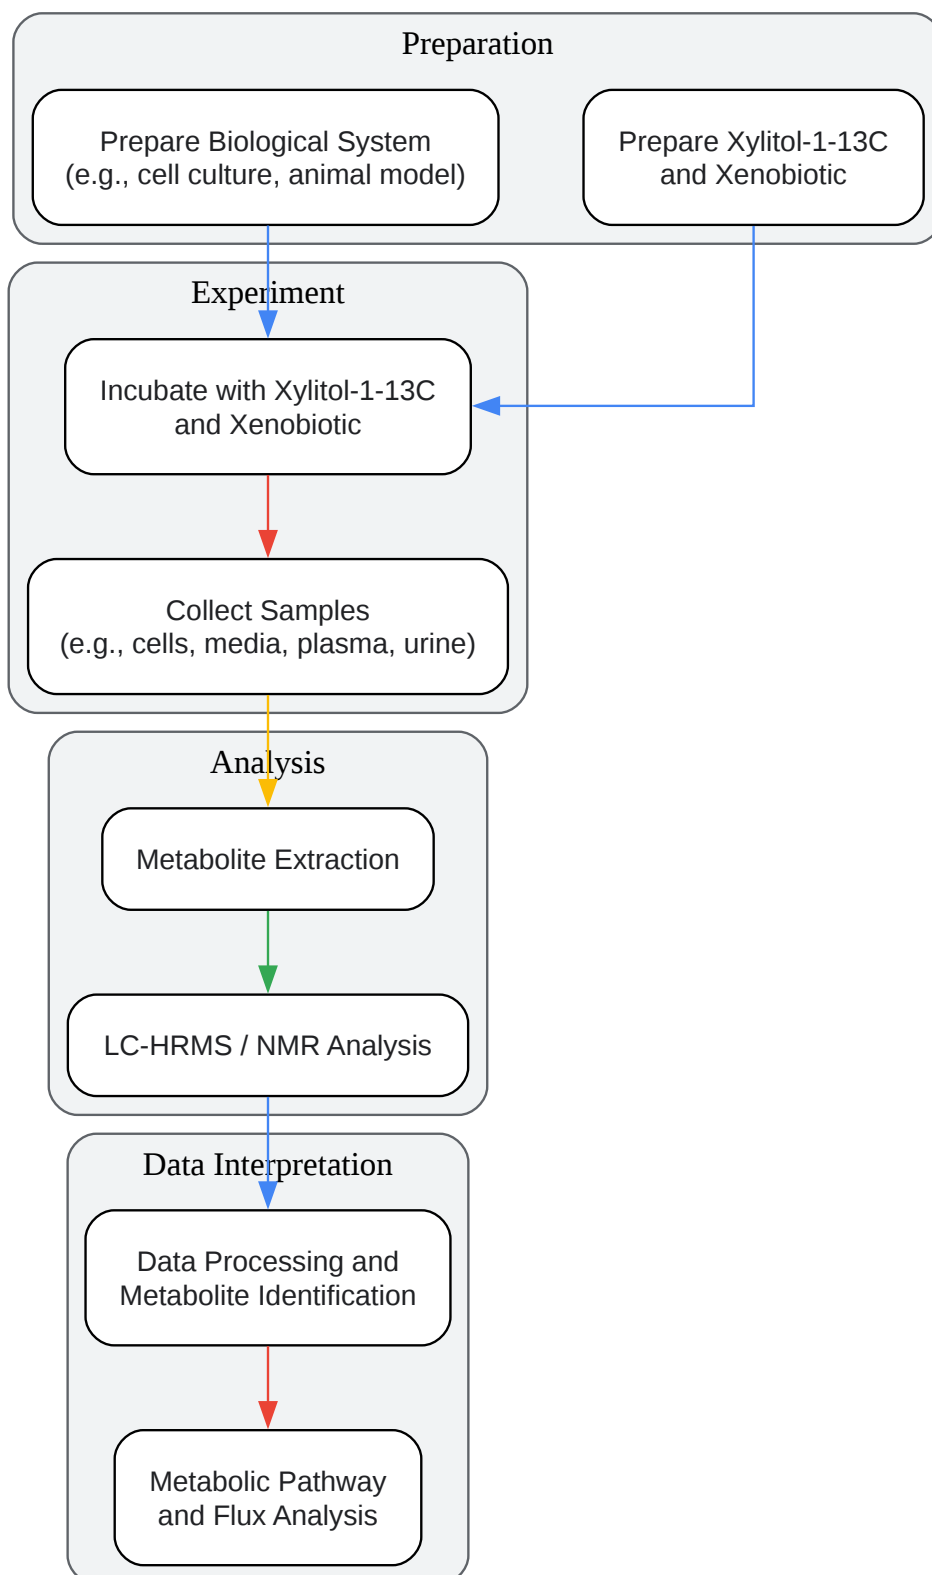 Preparation
Prepare Biological System
(e.g., cell culture, animal model)
Prepare Xylitol-1-13C
and Xenobiotic
Experiment
Incubate with Xylitol-1-13C
and Xenobiotic
Collect Samples
(e.g., cells, media, plasma, urine)
Analysis
Metabolite Extraction
LC-HRMS / NMR Analysis
Data Interpretation
Data Processing and
Metabolite Identification
Metabolic Pathway
and Flux Analysis